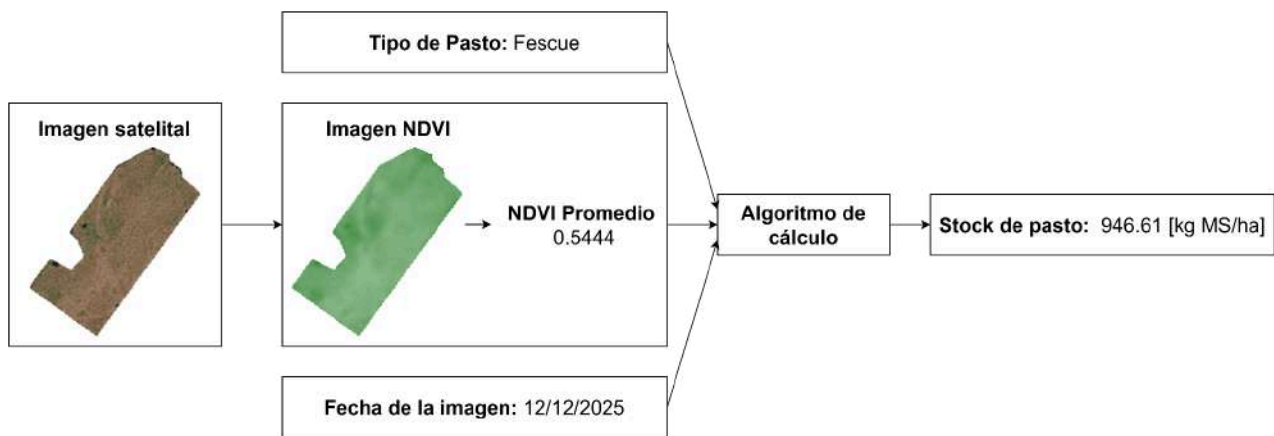 Tipo de Pasto: Fescue
Imagen satelital
Imagen NDVI
NDVI Promedio
0.5444
Algoritmo de
cálculo
Stock de pasto: 946.61 [kg MS/ha]
Fecha de la imagen: 12/12/2025